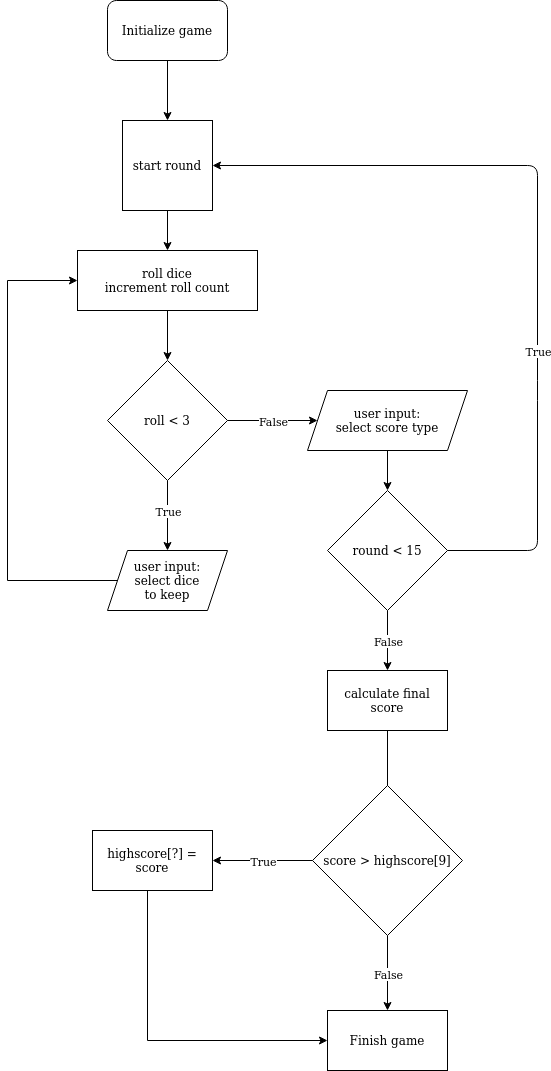 Initialize game
start round
roll dice
increment roll count
roll < 3
False
user input:
select score type
True
True
user input:
select dice
to keep
round < 15
False
calculate final
score
score > highscore[9]
True
highscore[?] =
score
False
Finish game